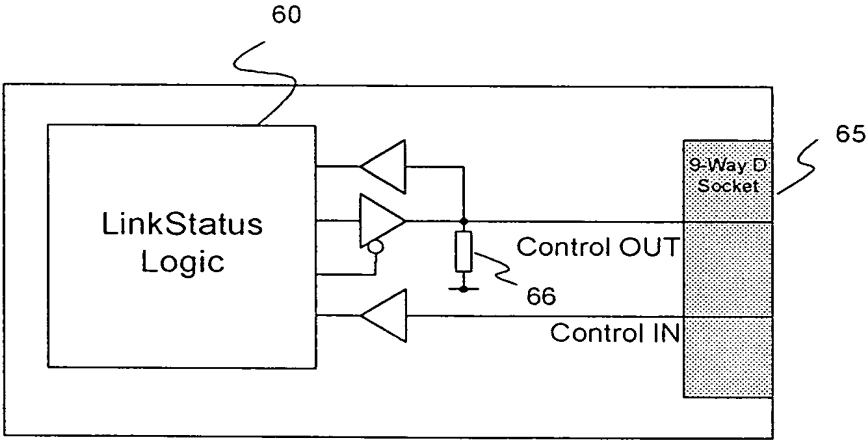 60
65
9-Way D
Socket
LinkStatus
Logic
Control OUT
66
Control IN